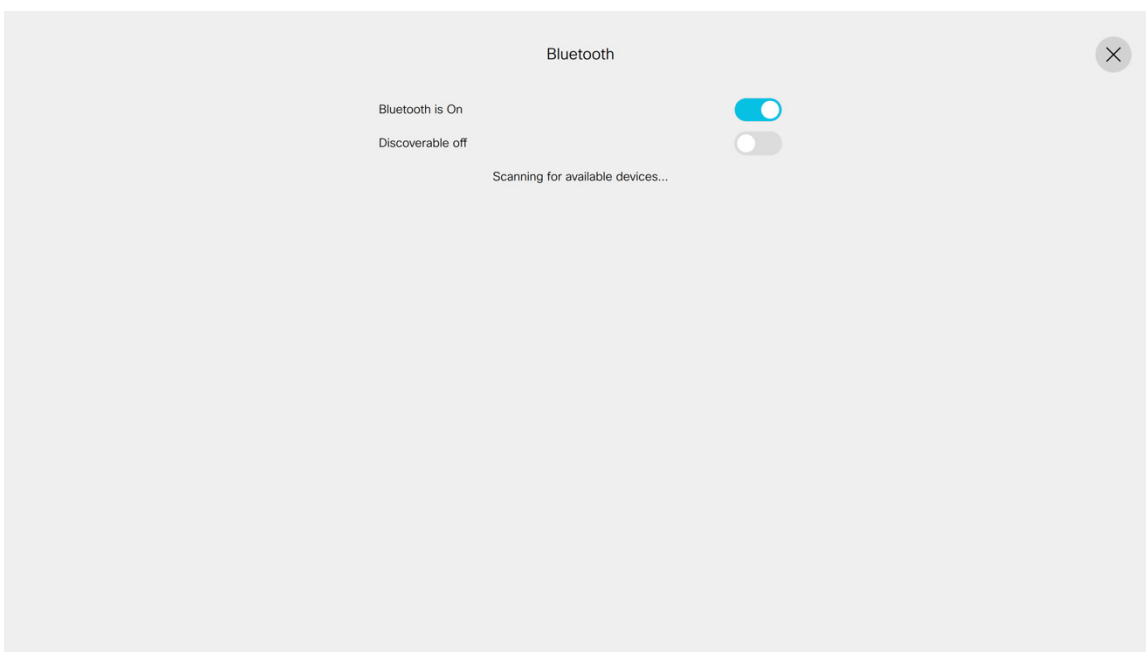 Bluetooth
Bluetooth is On
Discoverable off
Scanning for available devices...